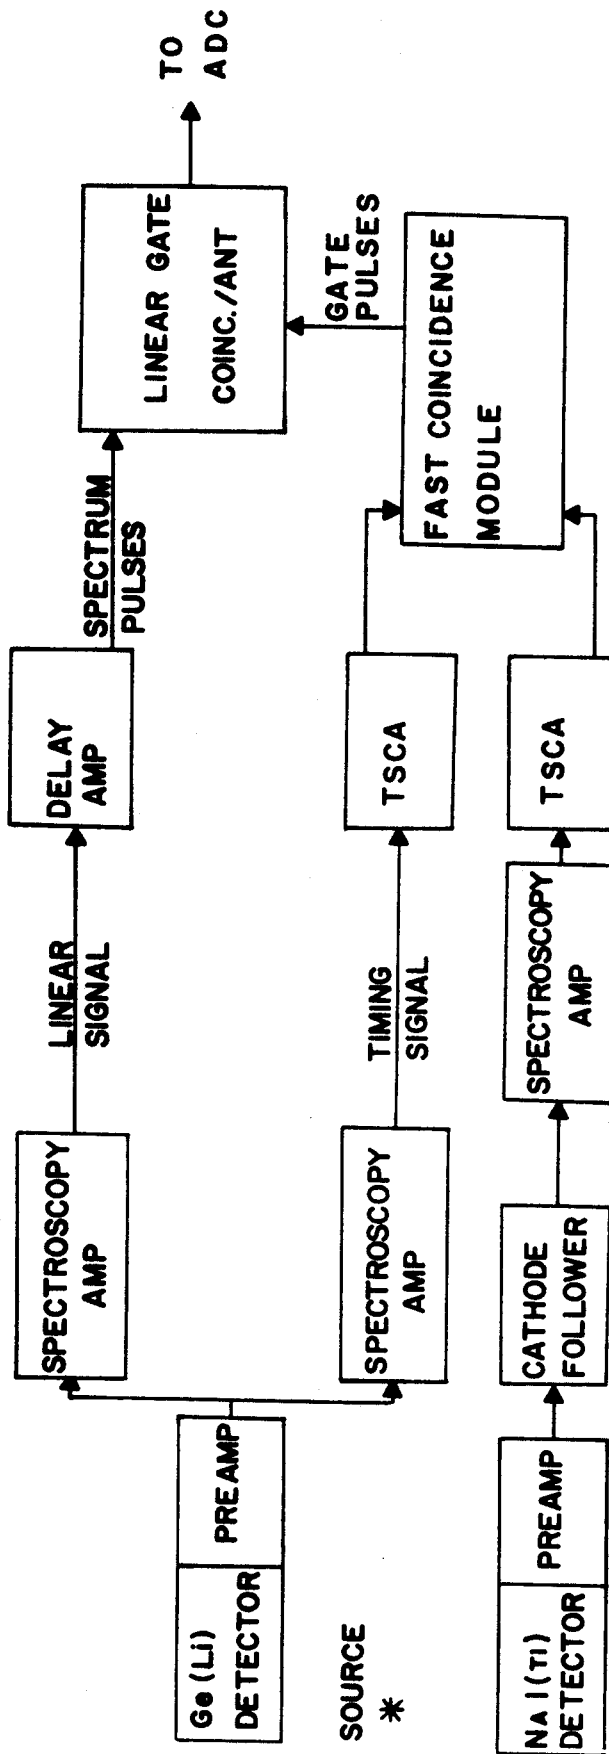 Ge(Li)
DETECTOR
PREAMP
SPECTROSCOPY
AMP
LINEAR
SIGNAL
DELAY
AMP
SPECTRUM
PULSES
LINEAR GATE
COINC./ANT
TO
ADC
SOURCE
*
SPECTROSCOPY
AMP
TIMING
SIGNAL
TSCA
GATE
PULSES
FAST COINCIDENCE
MODULE
NAI(Tl)
DETECTOR
PREAMP
CATHODE
FOLLOWER
SPECTROSCOPY
AMP
TSCA